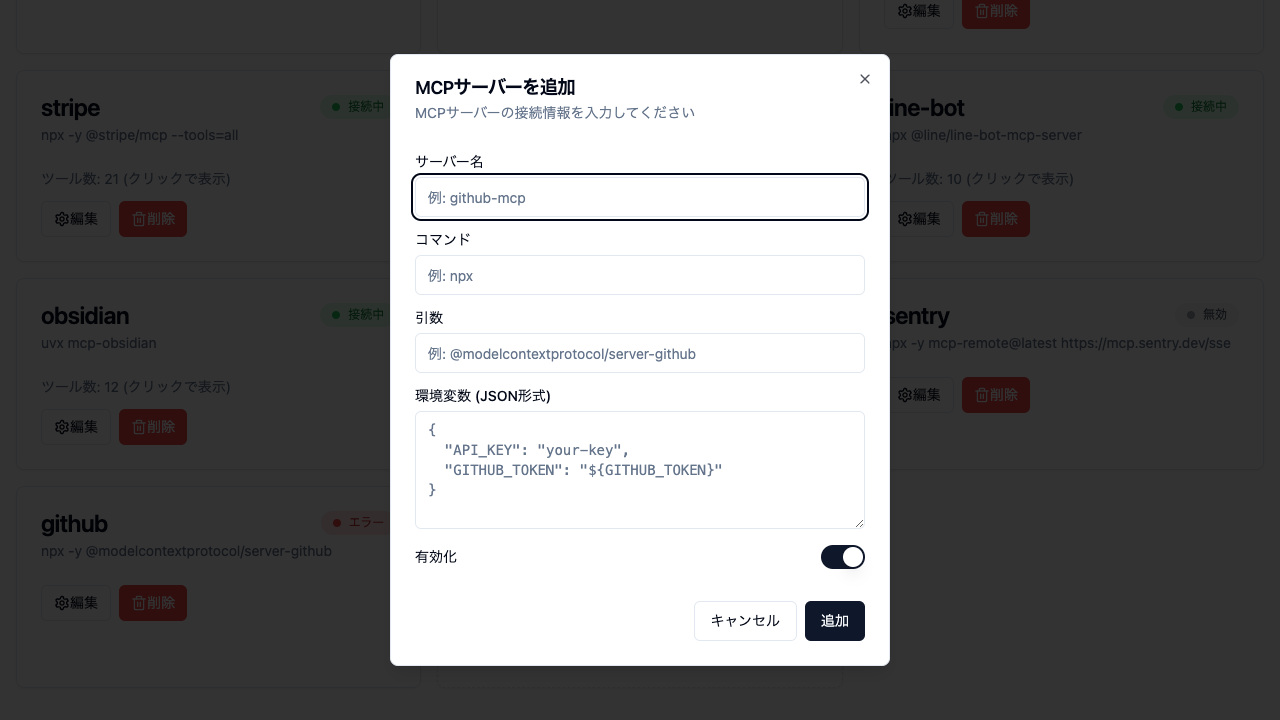 編集
削除
MCPサーバーを追加
MCPサーバーの接続情報を入力してください
サーバー名
例: github-mcp
コマンド
例: npx
引数
例: @modelcontextprotocol/server-github
環境変数 (JSON形式)
{
"API_KEY": "your-key",
"GITHUB_TOKEN": "${GITHUB_TOKEN}"
}
有効化
キャンセル
追加
stripe
接続中
npx -y @stripe/mcp --tools=all
ツール数: 21 (クリックで表示)
編集
削除
line-bot
接続中
npx @line/line-bot-mcp-server
ツール数: 10 (クリックで表示)
編集
削除
obsidian
接続中
uvx mcp-obsidian
ツール数: 12 (クリックで表示)
編集
削除
sentry
無効
npx -y mcp-remote@latest https://mcp.sentry.dev/sse
編集
削除
github
エラー
npx -y @modelcontextprotocol/server-github
編集
削除